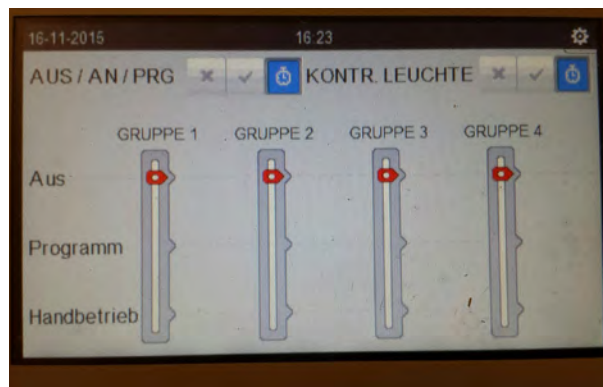 16-11-2015 16:23
AUS / AN / PRG KONTR. LEUCHTE
GRUPPE 1 GRUPPE 2 GRUPPE 3 GRUPPE 4
Aus
Programm
Handbetrieb